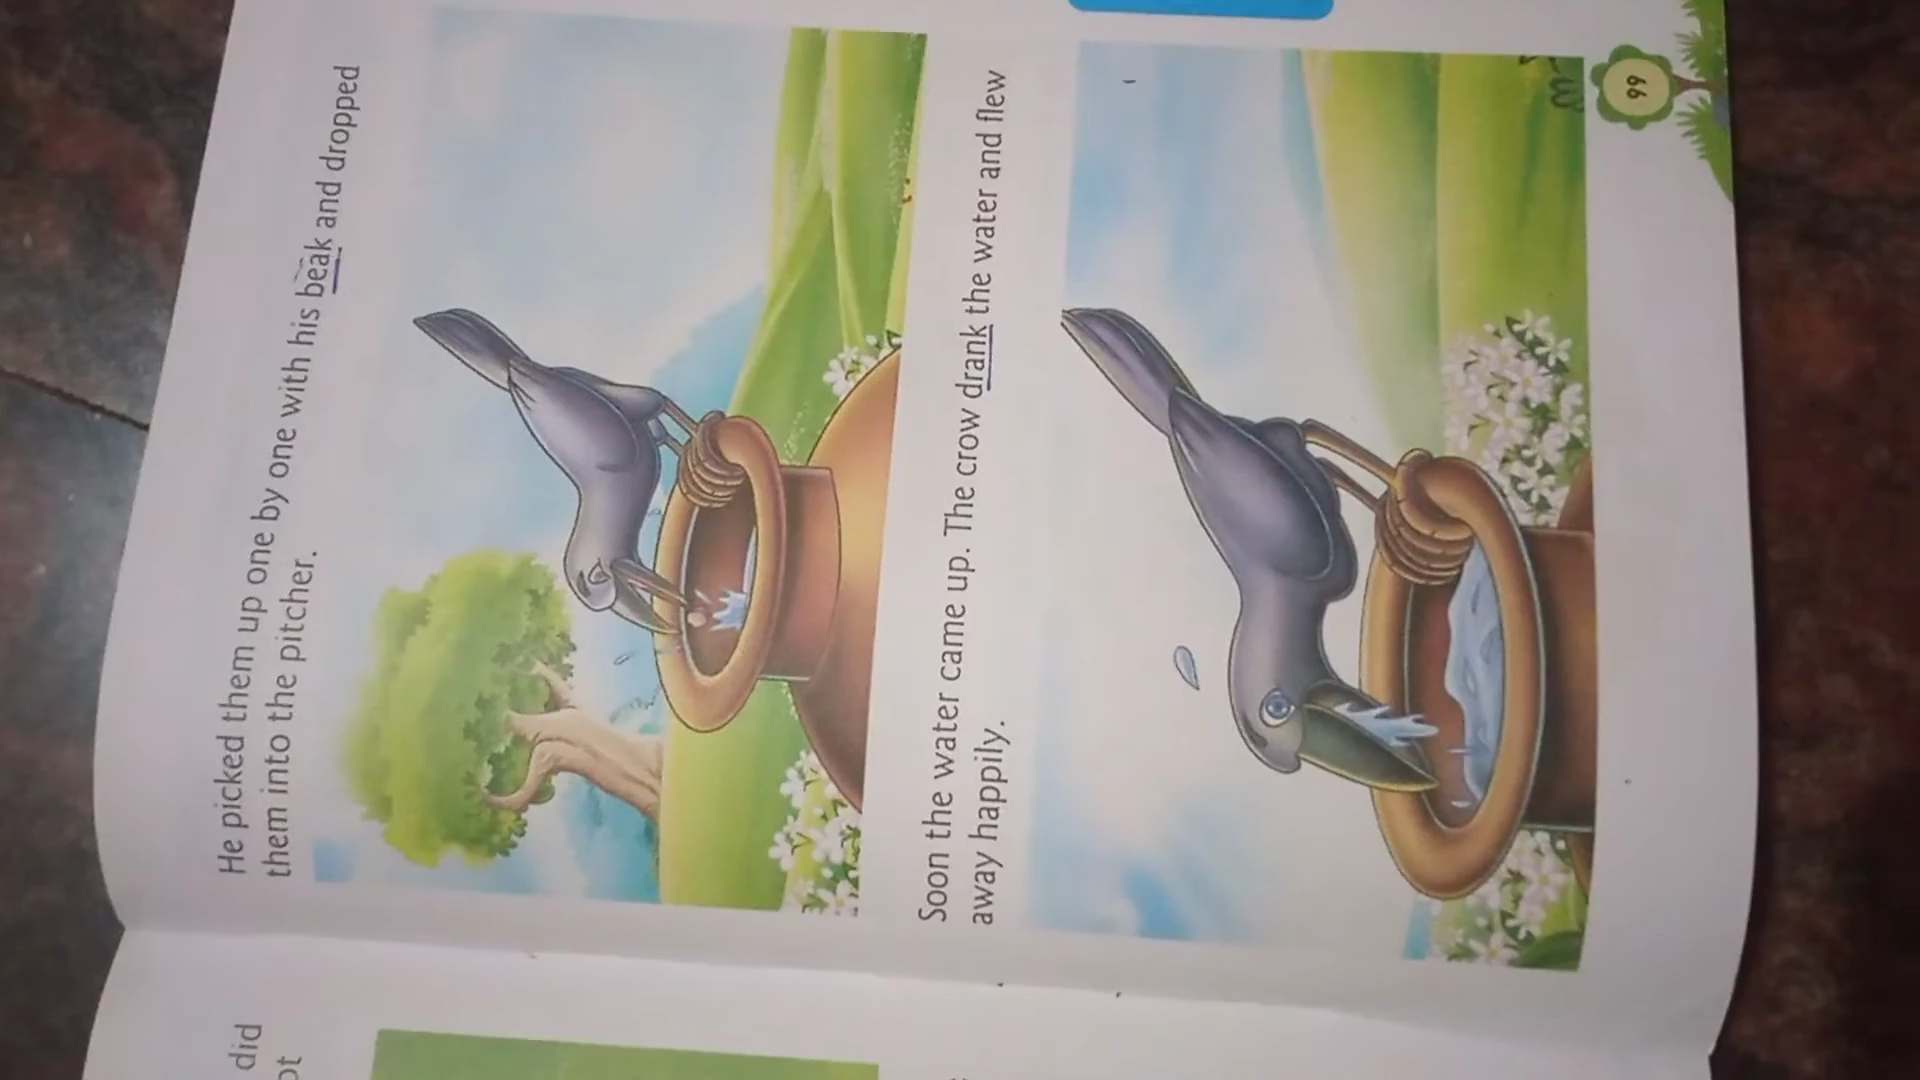 did
ot
He picked them up one by one with his beak and dropped
them into the pitcher.
Soon the water came up. The crow drank the water and flew
away happily.
99